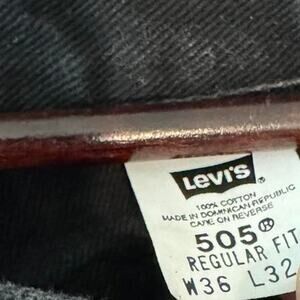 Levi's
100% COTTON
MADE IN DOMINICAN REPUBLIC
CARE ON REVERSE
505®
REGULAR FIT
W36 L32